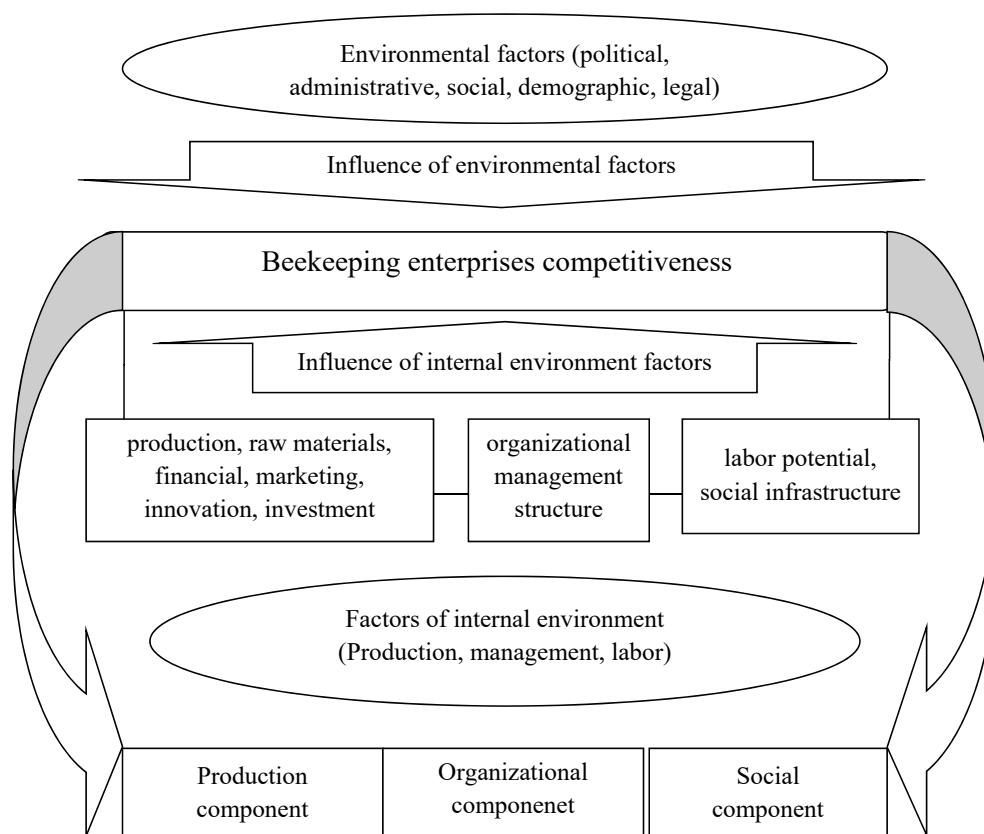 Environmental factors (political,
administrative, social, demographic, legal)
Influence of environmental factors
Beekeeping enterprises competitiveness
Influence of internal environment factors
production, raw materials,
financial, marketing,
innovation, investment
organizational
management
structure
labor potential,
social infrastructure
Factors of internal environment
(Production, management, labor)
Production
component
Organizational
componenet
Social
component